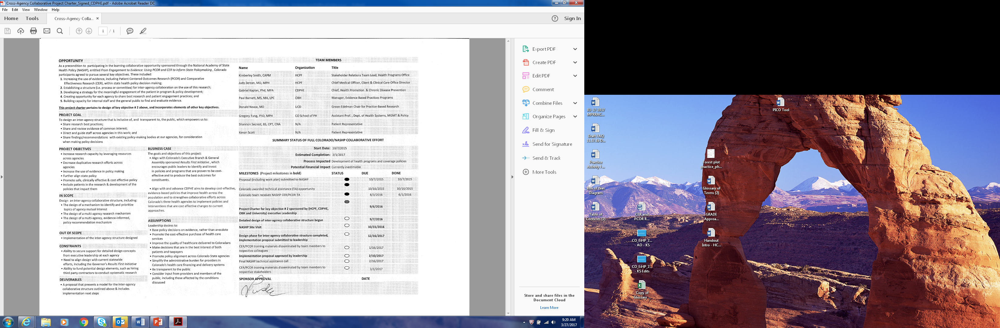 Cross-Agency Collaborative Project Charter_Signed_CDPHE.pdf - Adobe Acrobat Reader DC
File Edit View Window Help
Home Tools Cross-Agency Colla... × Sign In
1 / 1
OPPORTUNITY
As a precondition to participating in the learning collaborative opportunity sponsored through the National Academy of State
Health Policy (NASHP), entitled From Engagement to Evidence: Using PCOR and CER to Inform State Policymaking , Colorado
participants agreed to pursue several key objectives. These included:
1. Increasing the use of evidence, including Patient Centered Outcomes Research (PCOR) and Comparative
Effectiveness Research (CER), within state health policy decision making;
2. Establishing a structure (i.e. process or committee) for inter-agency collaboration on the use of this research;
3. Developing a strategy for the meaningful engagement of the patient in program & policy development;
4. Creating opportunity for each agency to share best research and patient engagement practices; and
5. Building capacity for internal staff and the general public to find and evaluate evidence.
This project charter pertains to design of key objective # 2 above, and incorporates elements of other key objectives.
PROJECT GOAL
To design an inter-agency structure that is inclusive of, and transparent to, the public, which empowers us to:
• Share research best practices;
• Share and review evidence of common interest;
• Direct and guide staff across agencies in this work; and
• Share findings/recommendations with existing policy-making bodies at our agencies, for consideration
when making policy decisions
PROJECT OBJECTIVES
• Increase research capacity by leveraging resources
across agencies
• Decrease duplicative research efforts across
agencies
• Increase the use of evidence in policy making
• Further align state policy
• Promote safe, clinically effective & cost effective policy
• Include patients in the research & development of the
policies that impact them
IN SCOPE
Design an inter-agency collaborative structure, including:
• The design of a mechanism to identify and prioritize
topics of agency mutual interest
• The design of a multi-agency research mechanism
• The design of a multi-agency, evidence-informed,
policy recommendation mechanism
OUT OF SCOPE
• Implementation of the inter-agency structure designed
CONSTRAINTS
• Ability to secure support for detailed design concepts
from executive leadership at each agency
• Need to align design with current statewide
efforts, including the Governor's Results First Initiative
• Ability to fund potential design elements, such as hiring
third party contractors to conduct systematic research
DELIVERABLES
• A proposal that presents a model for the inter-agency
collaborative structure outlined above & includes
implementation next steps
BUSINESS CASE
The goals and objectives of this project:
• Align with Colorado's Executive Branch & General
Assembly sponsored Results First Initiative , which
encourages public leaders to identify and invest
in policies and programs that are proven to be cost-
effective and to produce the best outcomes for
constituents.
• Align with and advance CDPHE aims to develop cost-effective,
evidence-based policies that improve health across the
population and to strengthen collaborative efforts across
Colorado's three health agencies to implement policies and
interventions that are cost effective changes to current
approaches.
ASSUMPTIONS
Leadership desires to:
• Base policy decisions on evidence, rather than anecdote
• Promote the cost-effective purchase of health care
services
• Improve the quality of healthcare delivered to Coloradans
• Make decisions that are in the best interest of both
patients and taxpayers
• Promote policy alignment across Colorado State agencies
• Simplify the administrative burden for providers in
Colorado's health care financing and delivery systems
• Be transparent to the public
• Consider input from providers and members of the
public, including those affected by the conditions
discussed
TEAM MEMBERS
Name Organization Title
Kimberley Smith, CAPM HCPF Stakeholder Relations Team Lead, Health Programs Office
Judy Zerzan, MD, MPH HCPF Chief Medical Officer, Client & Clinical Care Office Director
Gabriel Kaplan, Phd, MPA CDPHE Chief, Health Promotion & Chronic Disease Prevention
Paul Barnett, MS, MA, LPC OBH Manager, Evidence Based Practices Programs
Donald Nease, MD UCD Green-Edelman Chair for Practice-Based Research
Gregory Tung, PhD, MPH CO School of PH Assistant Prof. , Dept. of Health Systems, MGMT & Policy
Shannon Secrest, BS, CPT, CNA N/A Patient Representative
Kevan Scott N/A Patient Representative
SUMMARY STATUS OF FULL COLORADO/NASHP COLLABORATIVE EFFORT
Start Date: 10/7/2015
Estimated Completion: 3/1/2017
Process Impacted Development of health programs and coverage policies
Potential Financial Impact Currently inestimable
MILESTONES (Project milestones in bold) STATUS DUE DONE
Proposal (including work plan) submitted to NASHP 10/7/2015 10/7/2015
Colorado awarded technical assistance (TA) opportunity 10/16/2015 10/16/2015
Colorado team receives NASHP CER/PCOR TA 8/3/2016 6/1/2016
Project Charter for key objective # 2 sponsored by (HCPF, CDPHE, 9/6/2016
OBH and University) executive Leadership
Detailed design of inter-agency collaborative structure begun 9/7/2016
NASHP Site Visit 10/31/2016
Design phase for inter-agency collaborative structure completed, 12/16/2017
implementation proposal submitted to leadership
CER/PCOR training materials disseminated by team members to 1/16/2017
respective colleagues
Implementation proposal approved by leadership 2/10/2017
Final NASHP technical assistance call 2/16/2017
CER/PCOR training materials disseminated by team members to 3/1/2017
respective stakeholders
SPONSOR APPROVAL DATE
Export PDF
Create PDF
Edit PDF
Comment
Combine Files
Organize Pages
Fill & Sign
Send for Signature
Send & Track
More Tools
Store and share files in the
Document Cloud
Learn More
9:20 AM
3/27/2017
03-17-2017
MPRRAC...
Draft FAQ
11.17.16 D...
Practice
Activity F...
Risk of Bias
Diagram
Table of
Contents (2)
CER and
PCOR R...
CO_EiHP_2...
- AO - KS
CO_EiHP_2...
- KS Edits
Copy of
Glossary ...
PICO Tool
Forest plot
practice_ph...
Glossary of
Terms (2)
GRADE
Approa...
Handout
Intro - HC...